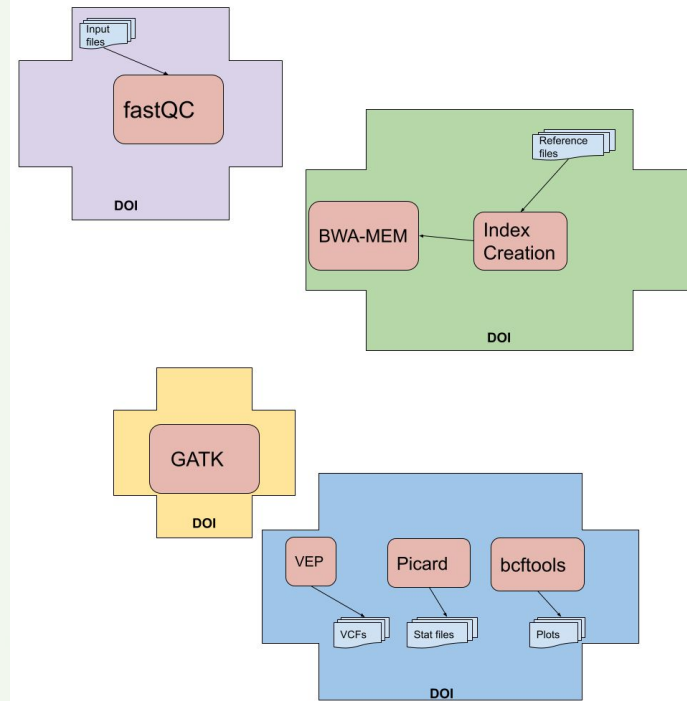 Input
files
fastQC
DOI
Reference
files
BWA-MEM
Index
Creation
DOI
GATK
DOI
VEP
Picard
bcftools
VCFs
Stat files
Plots
DOI